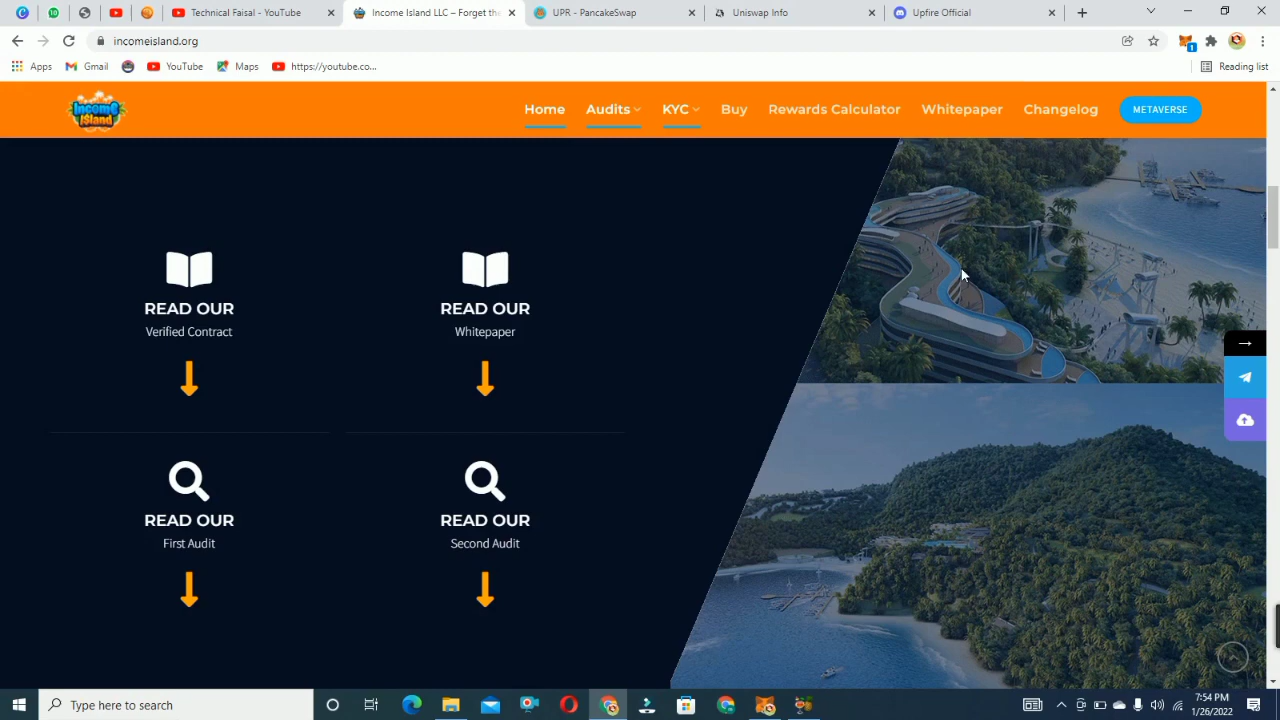 Technical Faisal - YouTube
Income Island LLC – Forget the
UPR - PancakeSwap
Uniswap Info
Upfire Official
incomeisland.org
1
Apps
Gmail
YouTube
Maps
https://youtube.co...
Reading list
Income
I$land
Home
Audits
KYC
Buy
Rewards Calculator
Whitepaper
Changelog
METAVERSE
READ OUR
Verified Contract
READ OUR
Whitepaper
READ OUR
First Audit
READ OUR
Second Audit
Type here to search
7:54 PM
1/26/2022